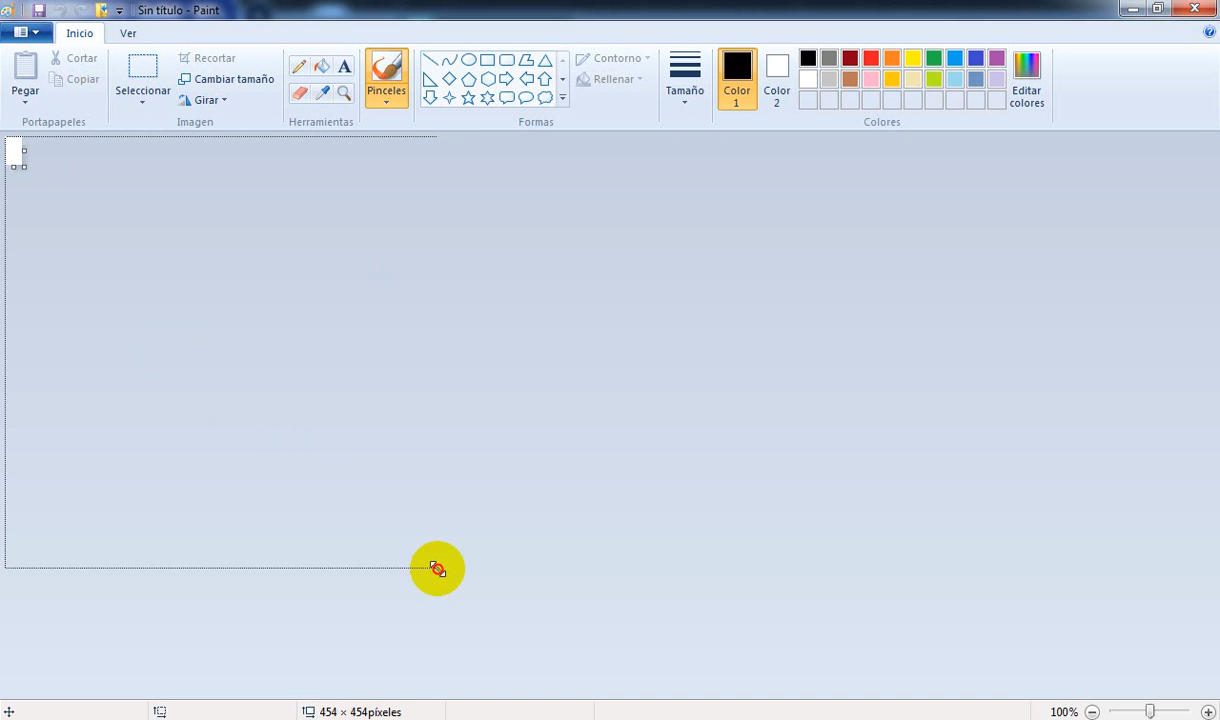 Sin título - Paint
Inicio Ver
Pegar
Cortar
Copiar
Portapapeles
Seleccionar
Recortar
Cambiar tamaño
Girar
Imagen
A
Herramientas
Pinceles
Contorno
Rellenar
Formas
Tamaño
Color
1
Color
2
Editar
colores
Colores
454 × 454píxeles
100%